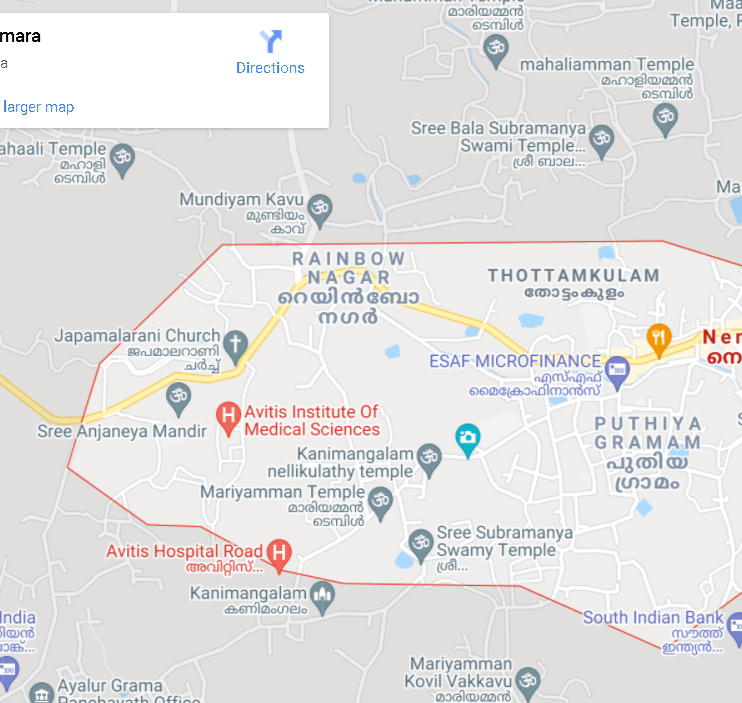 mara
a
Directions
larger map
മാരിയമ്മൻ
ടെമ്പിൾ
Temple,
mahaliamman Temple
മഹാളിയമ്മൻ
ടെമ്പിൾ
Sree Bala Subramanya
Swami Temple...
ശ്രീ ബാല...
ahaali Temple
മഹാളി
ടെമ്പിൾ
Ma
Mundiyam Kavu
മുണ്ടിയം
കാവ്
RAINBOW
NAGAR
റെയിൻബോ
നഗർ
THOTTAMKULAM
തോട്ടംകുളം
Japamalarani Church
ജപമാലറാണി
ചർച്ച്
Nen
നെ
ESAF MICROFINANCE
എസ്എഫ്
മൈക്രോഫിനാൻസ്
Sree Anjaneya Mandir
Avitis Institute Of
Medical Sciences
PUTHIYA
GRAMAM
പുതിയ
ഗ്രാമം
Kanimangalam
nellikulathy temple
Mariyamman Temple
മാരിയമ്മൻ
ടെമ്പിൾ
Sree Subramanya
Swamy Temple
ശ്രീ...
Avitis Hospital Road
അവിറ്റിസ്...
Kanimangalam
കണിമംഗലം
India
ിയൻ
ാങ്ക്...
South Indian Bank
സൗത്ത്
ഇന്ത്യൻ...
Mariyamman
Kovil Vakkavu
മാരിയമ്മൻ
Ayalur Grama
Panchayath Office